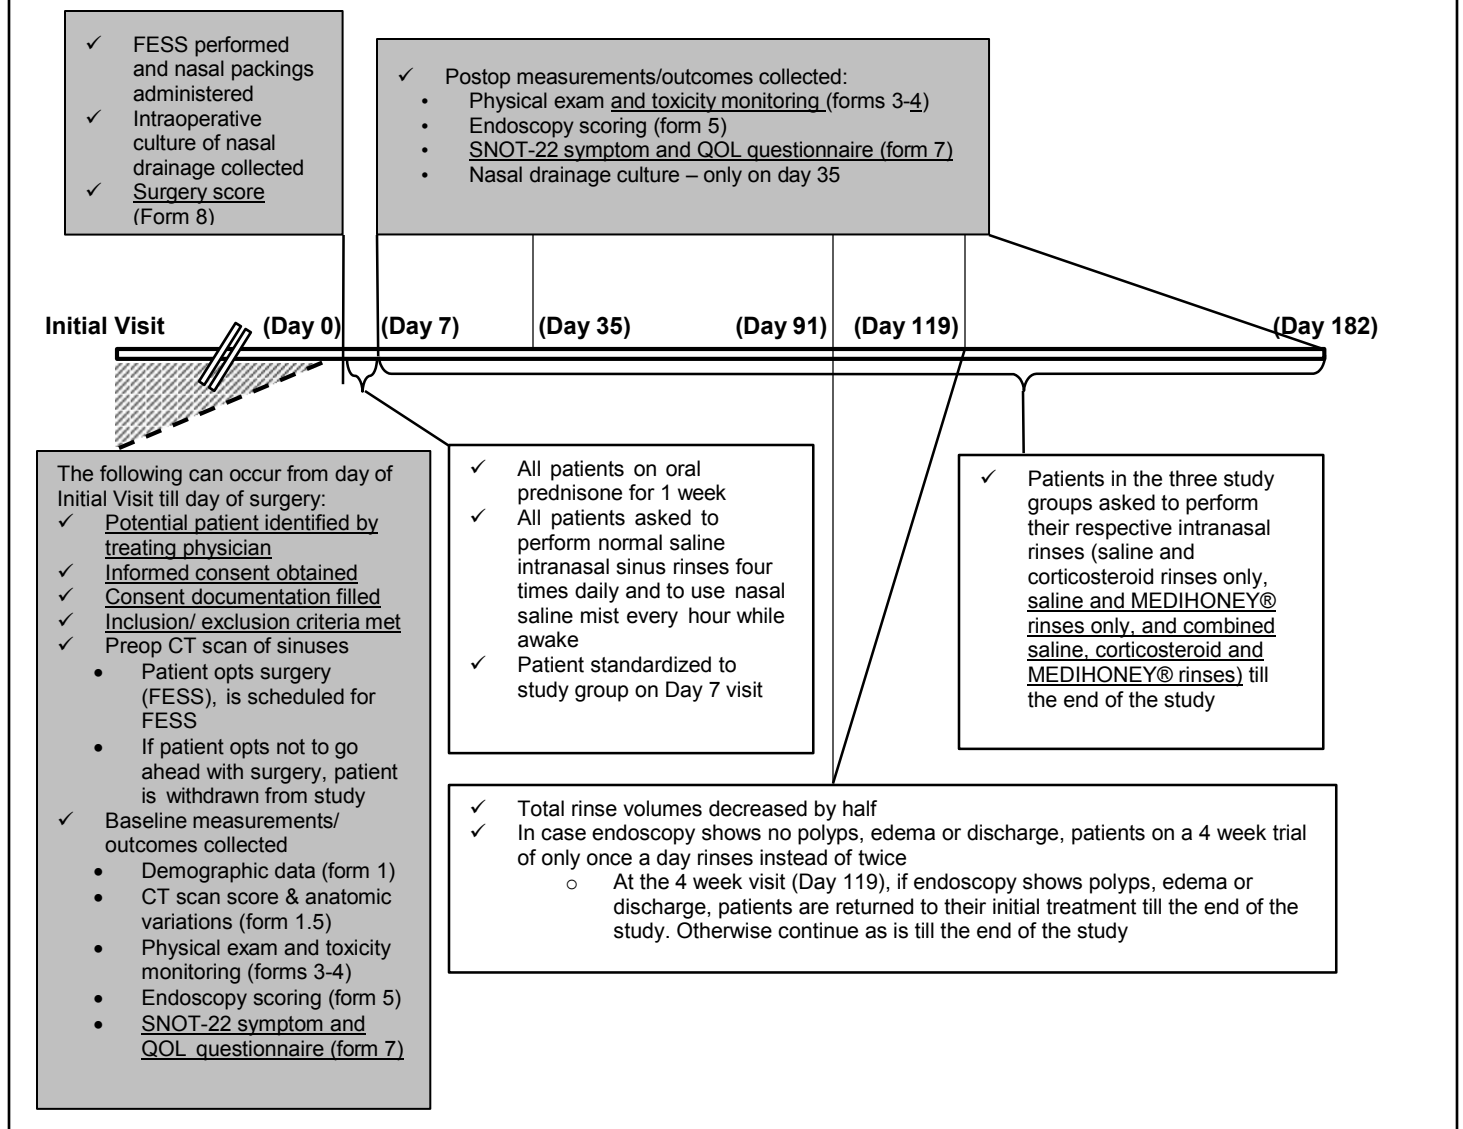 ✓ FESS performed
and nasal packings
administered
✓ Intraoperative
culture of nasal
drainage collected
✓ Surgery score
(Form 8)
✓ Postop measurements/outcomes collected:
• Physical exam and toxicity monitoring (forms 3-4)
• Endoscopy scoring (form 5)
• SNOT-22 symptom and QOL questionnaire (form 7)
• Nasal drainage culture – only on day 35
Initial Visit (Day 0) (Day 7) (Day 35) (Day 91) (Day 119) (Day 182)
The following can occur from day of
Initial Visit till day of surgery:
✓ Potential patient identified by
treating physician
✓ Informed consent obtained
✓ Consent documentation filled
✓ Inclusion/ exclusion criteria met
✓ Preop CT scan of sinuses
• Patient opts surgery
(FESS), is scheduled for
FESS
• If patient opts not to go
ahead with surgery, patient
is withdrawn from study
✓ Baseline measurements/
outcomes collected
• Demographic data (form 1)
• CT scan score & anatomic
variations (form 1.5)
• Physical exam and toxicity
monitoring (forms 3-4)
• Endoscopy scoring (form 5)
• SNOT-22 symptom and
QOL questionnaire (form 7)
✓ All patients on oral
prednisone for 1 week
✓ All patients asked to
perform normal saline
intranasal sinus rinses four
times daily and to use nasal
saline mist every hour while
awake
✓ Patient standardized to
study group on Day 7 visit
✓ Patients in the three study
groups asked to perform
their respective intranasal
rinses (saline and
corticosteroid rinses only,
saline and MEDIHONEY®
rinses only, and combined
saline, corticosteroid and
MEDIHONEY® rinses) till
the end of the study
✓ Total rinse volumes decreased by half
✓ In case endoscopy shows no polyps, edema or discharge, patients on a 4 week trial
of only once a day rinses instead of twice
o At the 4 week visit (Day 119), if endoscopy shows polyps, edema or
discharge, patients are returned to their initial treatment till the end of the
study. Otherwise continue as is till the end of the study